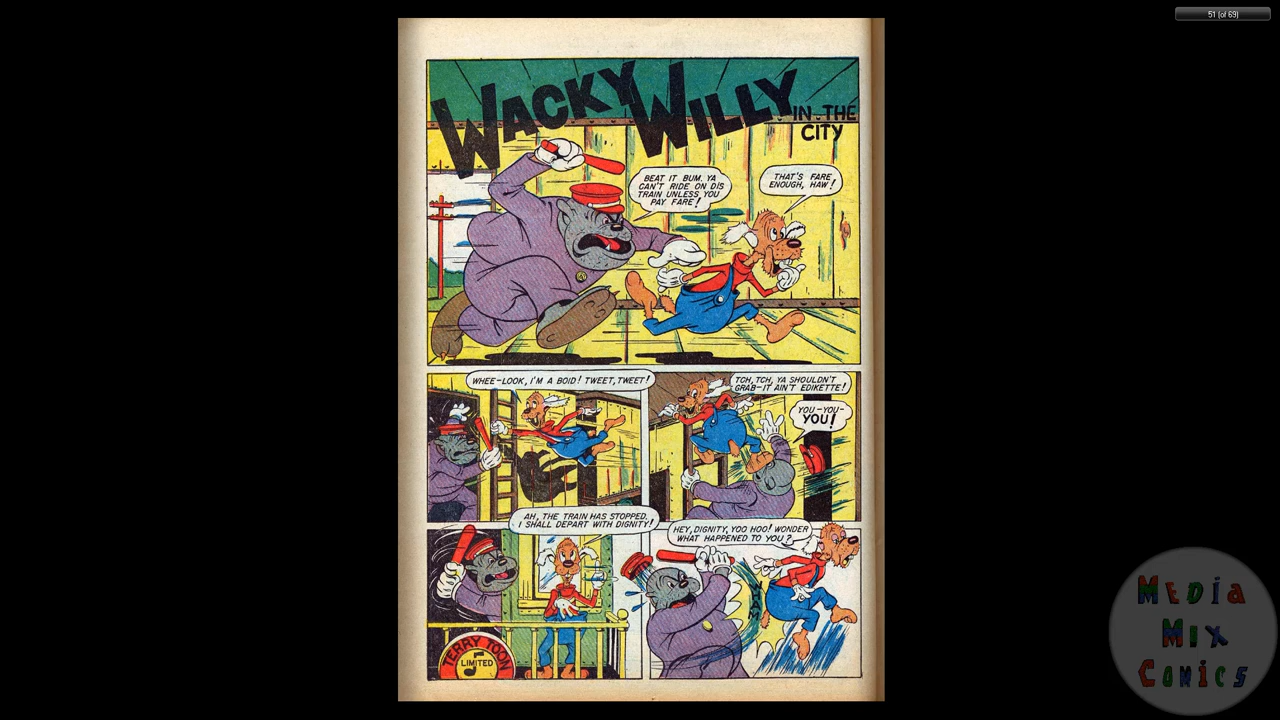 51 (of 69)
WACKY WILLY
IN THE
CITY
BEAT IT BUM. YA
CAN'T RIDE ON DIS
TRAIN UNLESS YOU
PAY FARE!
THAT'S FARE
ENOUGH, HAW!
WHEE-LOOK, I'M A BOID! TWEET, TWEET!
TCH, TCH, YA SHOULDN'T
GRAB-IT AIN'T EDIKETTE!
YOU-YOU-
YOU!
AH, THE TRAIN HAS STOPPED.
I SHALL DEPART WITH DIGNITY!
HEY, DIGNITY, YOO HOO! WONDER
WHAT HAPPENED TO YOU?
TERRY TOON
LIMITED
MEDiA
MiX
COMiCS